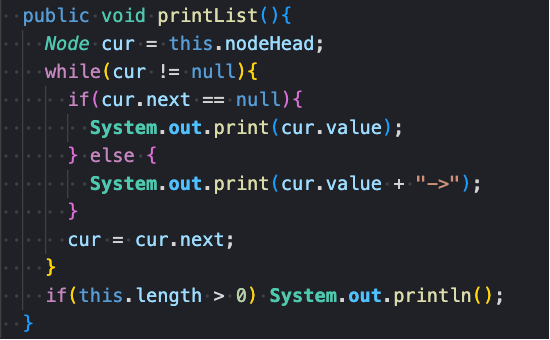 public void printList(){
Node cur = this.nodeHead;
while(cur != null){
if(cur.next == null){
System.out.print(cur.value);
} else {
System.out.print(cur.value + "->");
}
cur = cur.next;
}
if(this.length > 0) System.out.println();
}